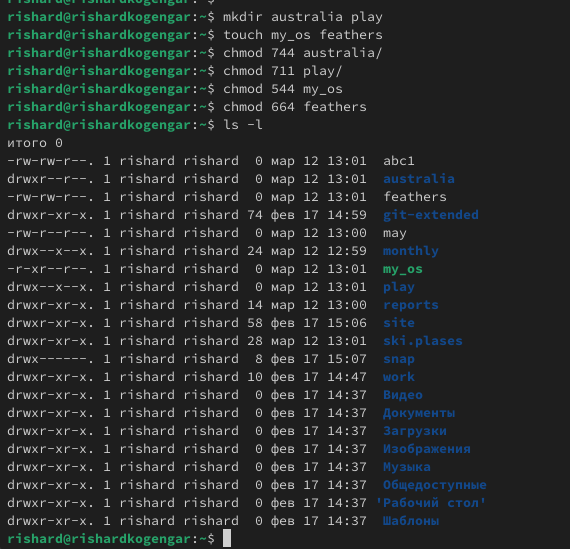 rishard@rishardkogengar:~$ mkdir australia play
rishard@rishardkogengar:~$ touch my_os feathers
rishard@rishardkogengar:~$ chmod 744 australia/
rishard@rishardkogengar:~$ chmod 711 play/
rishard@rishardkogengar:~$ chmod 544 my_os
rishard@rishardkogengar:~$ chmod 664 feathers
rishard@rishardkogengar:~$ ls -l
итого 0
-rw-rw-r--. 1 rishard rishard  0 мар 12 13:01  abc1
drwxr--r--. 1 rishard rishard  0 мар 12 13:01  australia
-rw-rw-r--. 1 rishard rishard  0 мар 12 13:01  feathers
drwxr-xr-x. 1 rishard rishard 74 фев 17 14:59  git-extended
-rw-r--r--. 1 rishard rishard  0 мар 12 13:00  may
drwx--x--x. 1 rishard rishard 24 мар 12 12:59  monthly
-r-xr--r--. 1 rishard rishard  0 мар 12 13:01  my_os
drwx--x--x. 1 rishard rishard  0 мар 12 13:01  play
drwxr-xr-x. 1 rishard rishard 14 мар 12 13:00  reports
drwxr-xr-x. 1 rishard rishard 58 фев 17 15:06  site
drwxr-xr-x. 1 rishard rishard 28 мар 12 13:01  ski.plases
drwx------. 1 rishard rishard  8 фев 17 15:07  snap
drwxr-xr-x. 1 rishard rishard 10 фев 17 14:47  work
drwxr-xr-x. 1 rishard rishard  0 фев 17 14:37  Видео
drwxr-xr-x. 1 rishard rishard  0 фев 17 14:37  Документы
drwxr-xr-x. 1 rishard rishard  0 фев 17 14:37  Загрузки
drwxr-xr-x. 1 rishard rishard  0 фев 17 14:37  Изображения
drwxr-xr-x. 1 rishard rishard  0 фев 17 14:37  Музыка
drwxr-xr-x. 1 rishard rishard  0 фев 17 14:37  Общедоступные
drwxr-xr-x. 1 rishard rishard  0 фев 17 14:37 'Рабочий стол'
drwxr-xr-x. 1 rishard rishard  0 фев 17 14:37  Шаблоны
rishard@rishardkogengar:~$